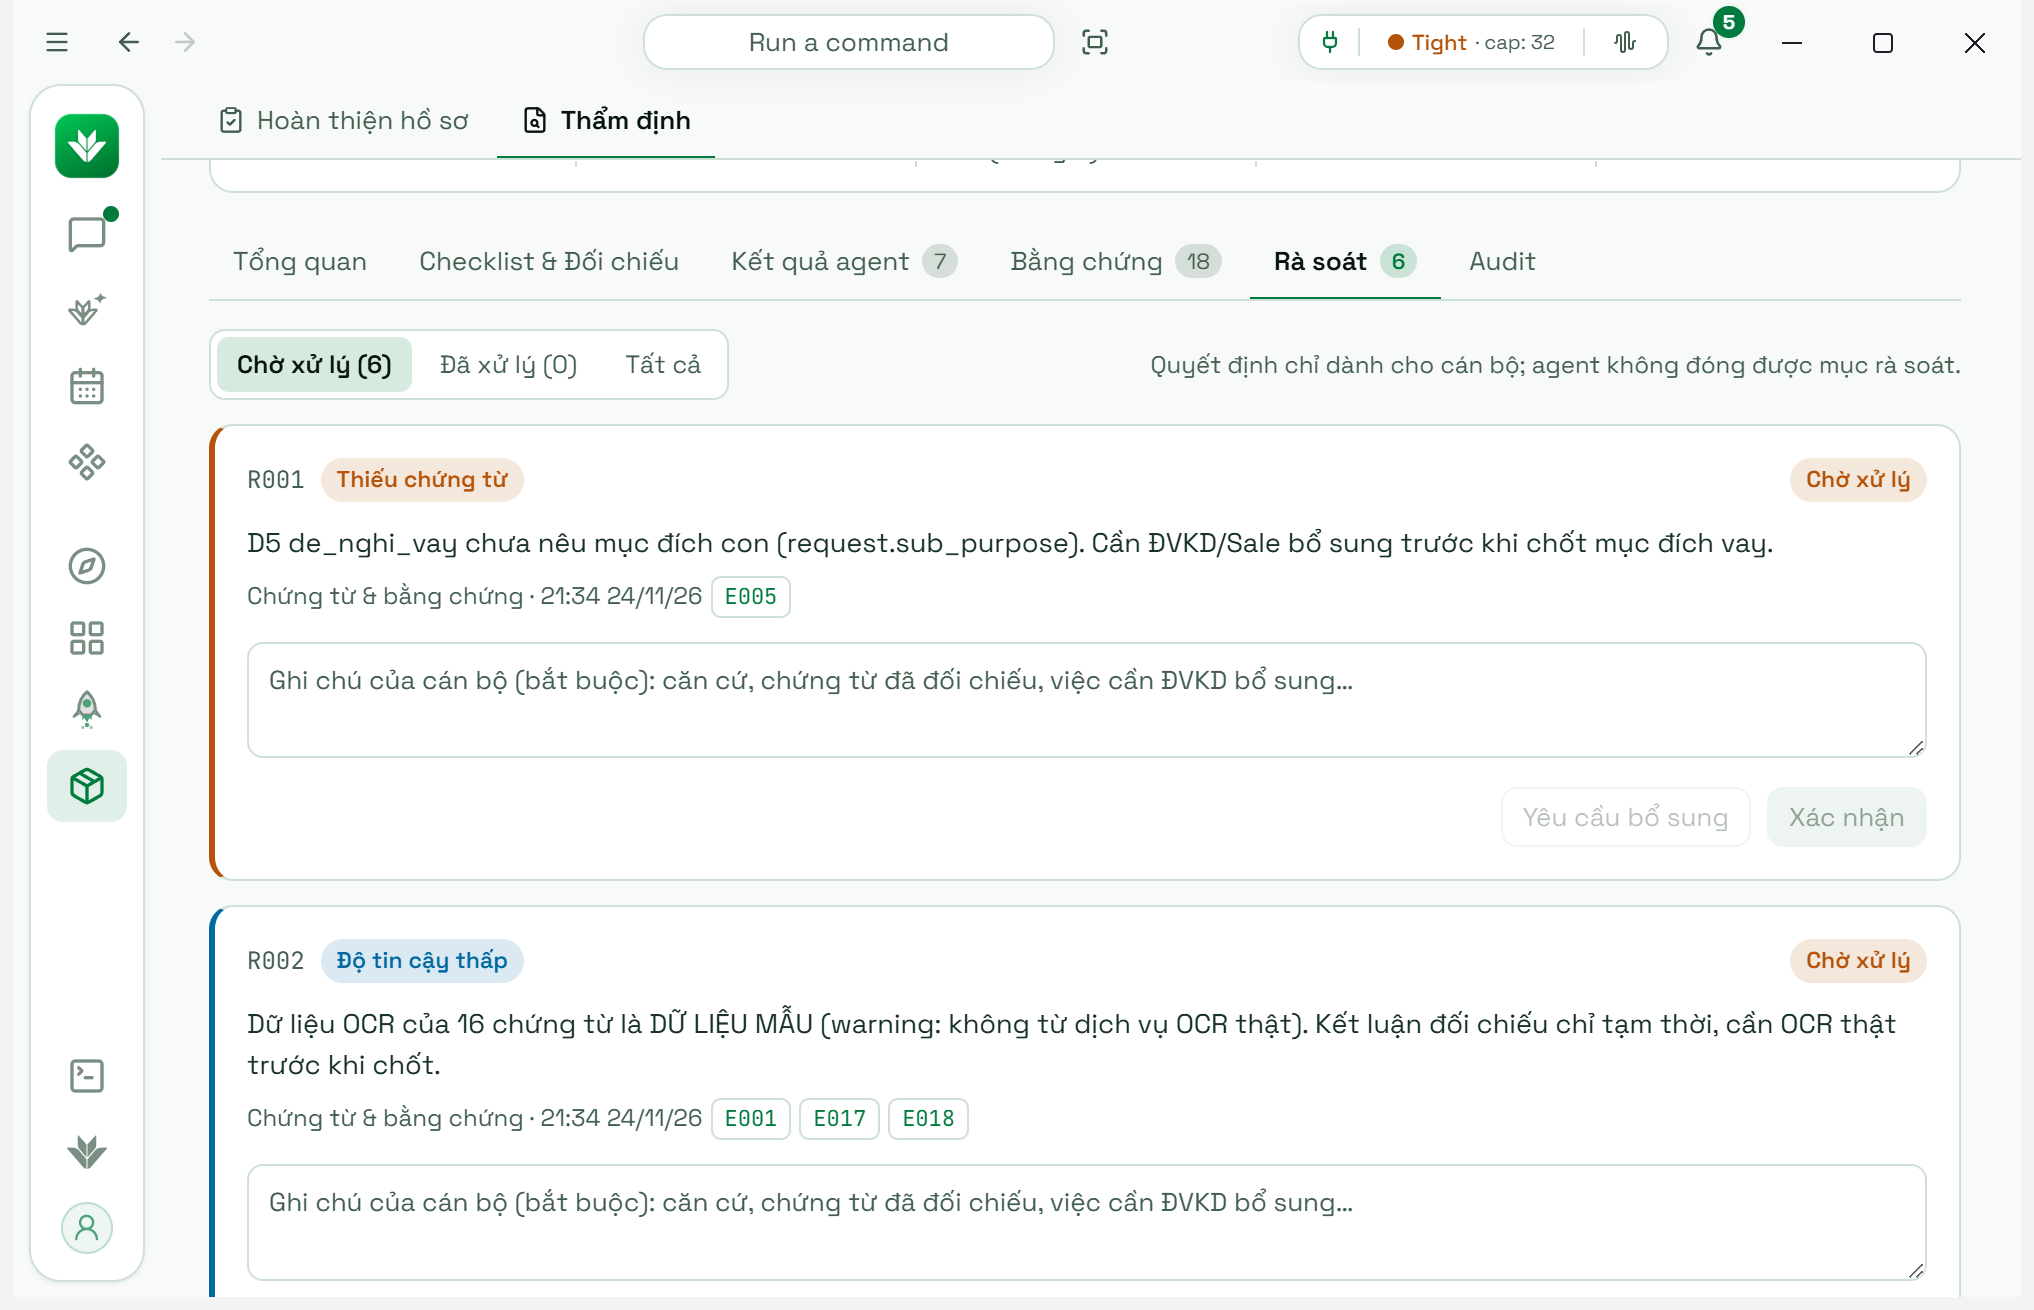 Run a command
Tight · cap: 32
5
Hoàn thiện hồ sơ
Thẩm định
Tổng quan
Checklist & Đối chiếu
Kết quả agent 7
Bằng chứng 18
Rà soát 6
Audit
Chờ xử lý (6)
Đã xử lý (0)
Tất cả
Quyết định chỉ dành cho cán bộ; agent không đóng được mục rà soát.
R001 Thiếu chứng từ
Chờ xử lý
D5 de_nghi_vay chưa nêu mục đích con (request.sub_purpose). Cần ĐVKD/Sale bổ sung trước khi chốt mục đích vay.
Chứng từ & bằng chứng · 21:34 24/11/26 E005
Ghi chú của cán bộ (bắt buộc): căn cứ, chứng từ đã đối chiếu, việc cần ĐVKD bổ sung...
Yêu cầu bổ sung
Xác nhận
R002 Độ tin cậy thấp
Chờ xử lý
Dữ liệu OCR của 16 chứng từ là DỮ LIỆU MẪU (warning: không từ dịch vụ OCR thật). Kết luận đối chiếu chỉ tạm thời, cần OCR thật
trước khi chốt.
Chứng từ & bằng chứng · 21:34 24/11/26 E001 E017 E018
Ghi chú của cán bộ (bắt buộc): căn cứ, chứng từ đã đối chiếu, việc cần ĐVKD bổ sung...